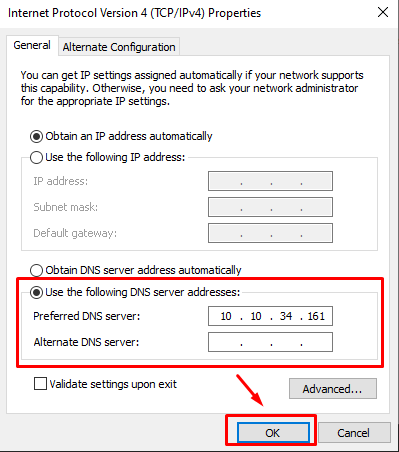 Internet Protocol Version 4 (TCP/IPv4) Properties
General
Alternate Configuration
You can get IP settings assigned automatically if your network supports
this capability. Otherwise, you need to ask your network administrator
for the appropriate IP settings.
Obtain an IP address automatically
Use the following IP address:
IP address:
. . .
Subnet mask:
. . .
Default gateway:
. . .
Obtain DNS server address automatically
Use the following DNS server addresses:
Preferred DNS server:
10 . 10 . 34 . 161
Alternate DNS server:
. . .
Validate settings upon exit
Advanced...
OK
Cancel